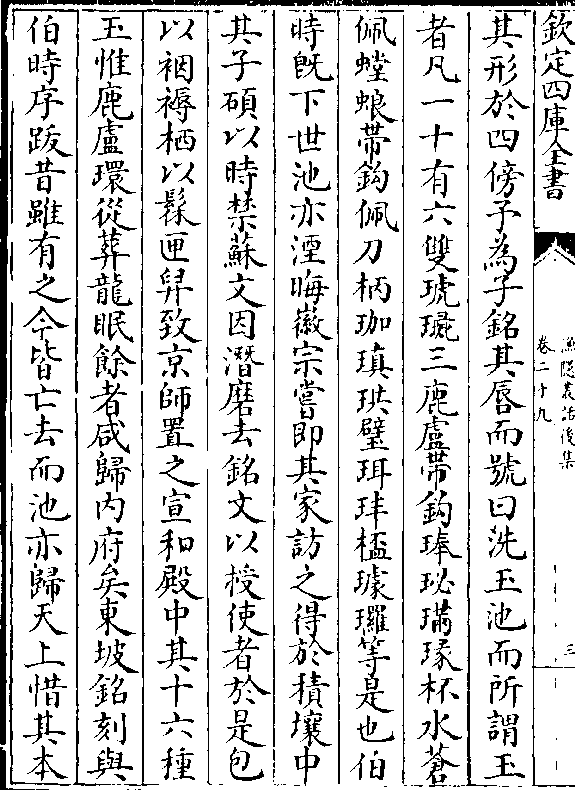 欽定四庫全書
漁隠叢話後集
卷二十九
三
其形於四傍予為子銘其唇而號曰洗玉池而所謂玉
者凡一十有六雙琥璩三鹿盧帶鈎琫珌璊瑑杯水蒼
佩螳蜋帶鈎佩刀柄珈瑱珙璧珥玤櫺璩玀等是也伯
時既下世池亦湮晦徽宗嘗即其家訪之得於積壤中
其子碩以時禁蘇文因潛磨去銘文以授使者於是包
以裀褥栖以髹匣舁致京師置之宣和殿中其十六種
玉惟鹿盧環從葬龍眠餘者咸歸内府矣東坡銘刻與
伯時序跋昔雖有之今皆亡去而池亦歸天上惜其本